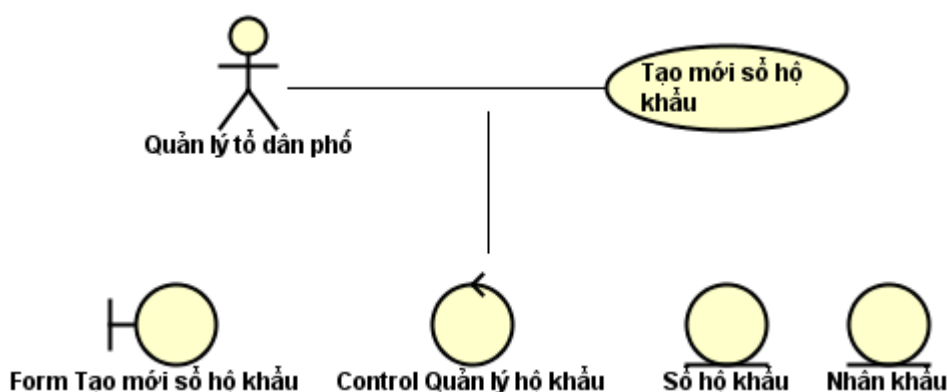 Tạo mới sổ hộ
khẩu
Quản lý tổ dân phố
Form Tạo mới sổ hộ khẩu
Control Quản lý hộ khẩu
Sổ hộ khẩu
Nhân khẩu